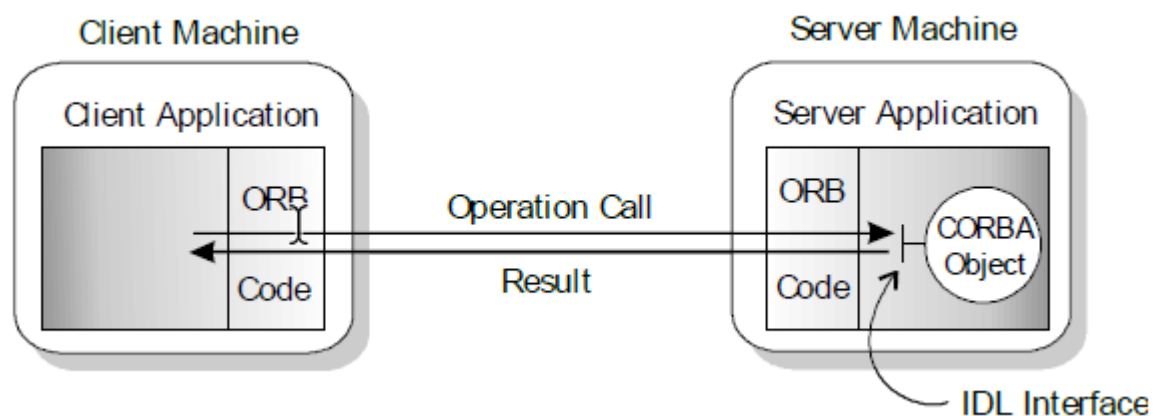 Client Machine
Server Machine
Client Application
Server Application
ORB
Code
Operation Call
Result
ORB
Code
CORBA
Object
IDL Interface